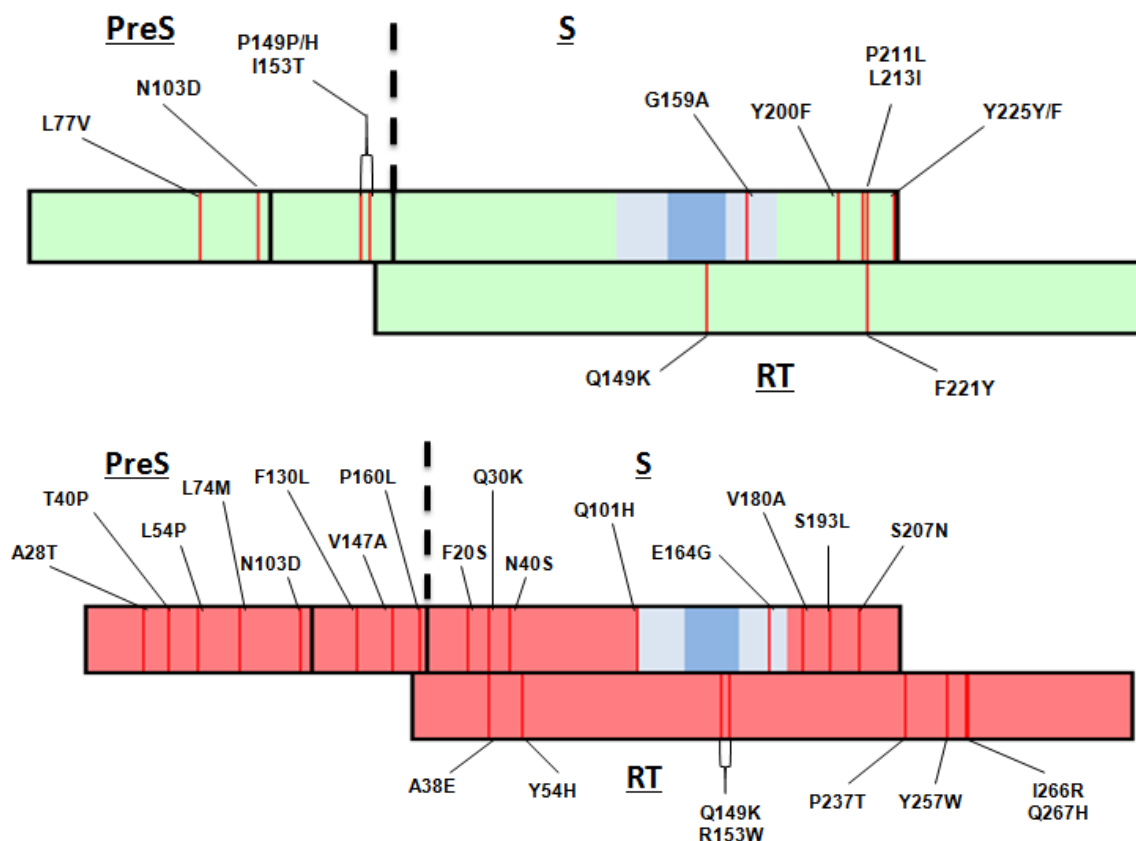 PreS
S
P149P/H
I153T
P211L
L213I
N103D
G159A
Y200F
Y225Y/F
L77V
Q149K
RT
F221Y
PreS
S
F130L
P160L
Q30K
L74M
V180A
T40P
Q101H
S193L
L54P
V147A
F20S
N40S
E164G
S207N
A28T
N103D
A38E
Y54H
RT
Q149K
R153W
P237T
Y257W
I266R
Q267H